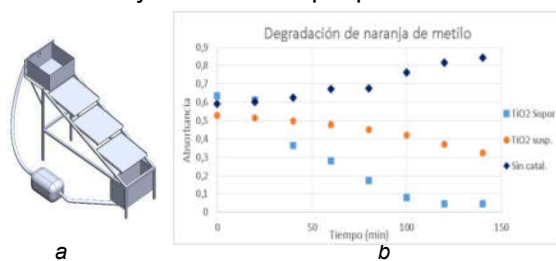 Degradación de naranja de metilo
0,9
0,8
0,7
0,6
0,5
0,4
0,3
0,2
0,1
0
Absorbancia
0
50
100
150
Tiempo (min)
TiO2 Sopor
TiO2 susp.
Sin catal.
a
b